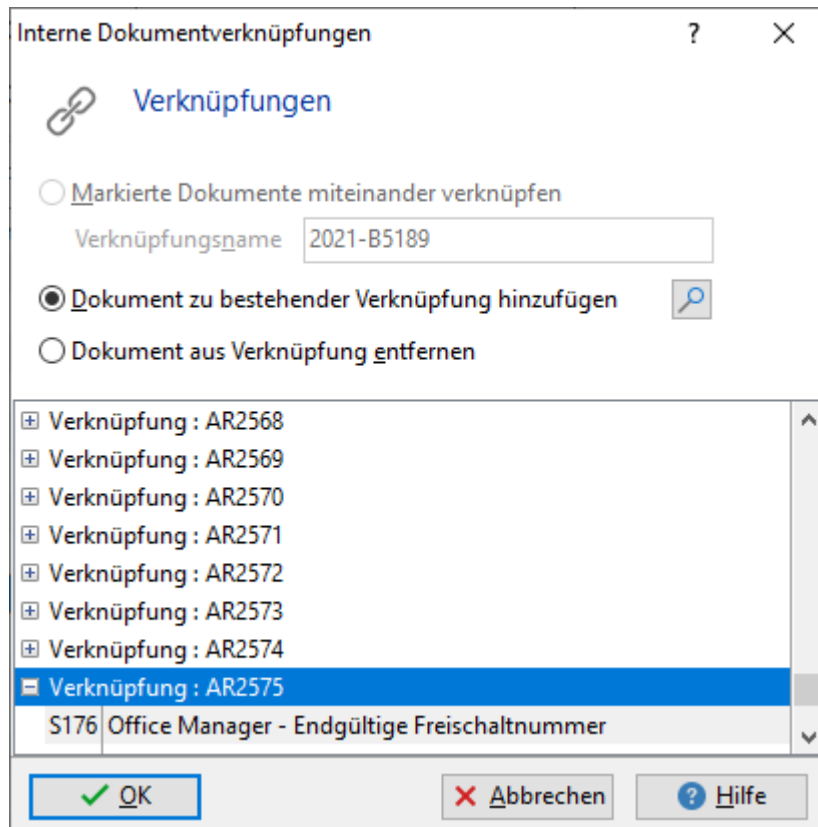 Interne Dokumentverknüpfungen ?
Verknüpfungen
Markierte Dokumente miteinander verknüpfen
Verknüpfungsname 2021-B5189
Dokument zu bestehender Verknüpfung hinzufügen
Dokument aus Verknüpfung entfernen
Verknüpfung : AR2568
Verknüpfung : AR2569
Verknüpfung : AR2570
Verknüpfung : AR2571
Verknüpfung : AR2572
Verknüpfung : AR2573
Verknüpfung : AR2574
Verknüpfung : AR2575
S176 Office Manager - Endgültige Freischaltnummer
OK Abbrechen ? Hilfe